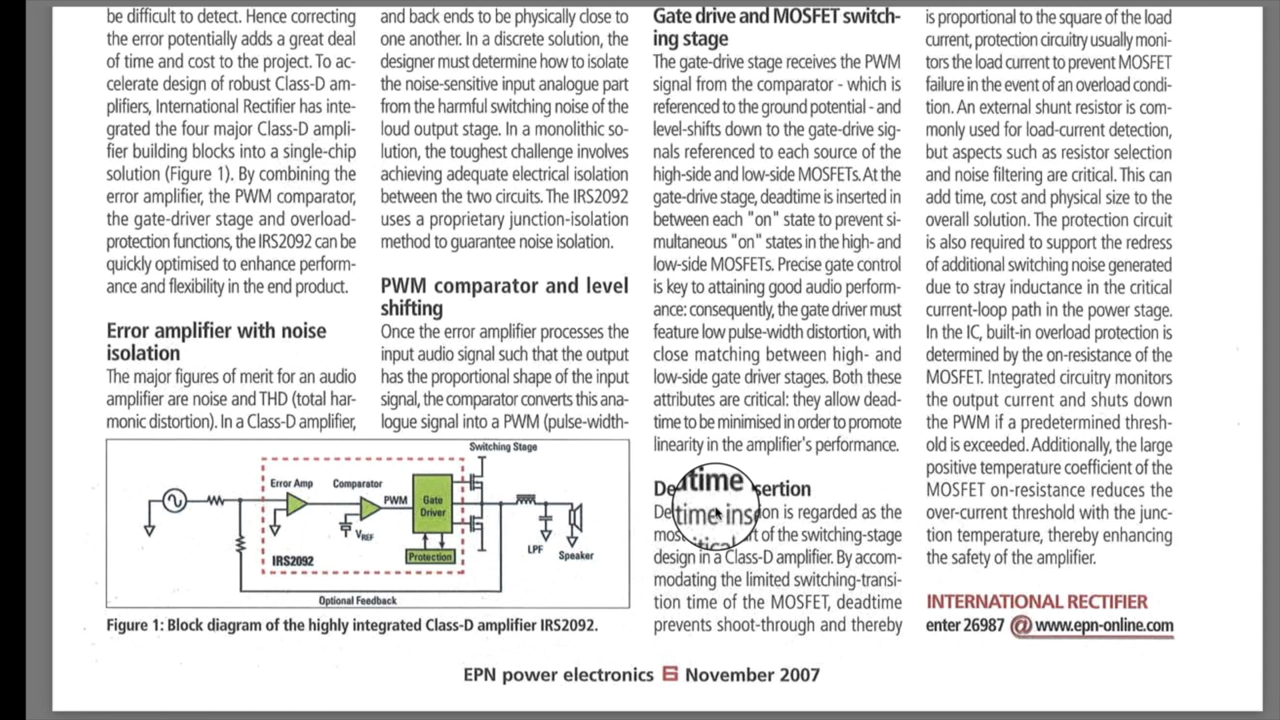 be difficult to detect. Hence correcting
the error potentially adds a great deal
of time and cost to the project. To ac-
celerate design of robust Class-D am-
plifiers, International Rectifier has inte-
grated the four major Class-D ampli-
fier building blocks into a single-chip
solution (Figure 1). By combining the
error amplifier, the PWM comparator,
the gate-driver stage and overload-
protection functions, the IRS2092 can be
quickly optimised to enhance perform-
ance and flexibility in the end product.
Error amplifier with noise
isolation
The major figures of merit for an audio
amplifier are noise and THD (total har-
monic distortion). In a Class-D amplifier,
and back ends to be physically close to
one another. In a discrete solution, the
designer must determine how to isolate
the noise-sensitive input analogue part
from the harmful switching noise of the
loud output stage. In a monolithic so-
lution, the toughest challenge involves
achieving adequate electrical isolation
between the two circuits. The IRS2092
uses a proprietary junction-isolation
method to guarantee noise isolation.
PWM comparator and level
shifting
Once the error amplifier processes the
input audio signal such that the output
has the proportional shape of the input
signal, the comparator converts this ana-
logue signal into a PWM (pulse-width-
Switching Stage
Error Amp
Comparator
PWM
Gate
Driver
VREF
IRS2092
Protection
LPF
Speaker
Optional Feedback
Figure 1: Block diagram of the highly integrated Class-D amplifier IRS2092.
Gate drive and MOSFET switch-
ing stage
The gate-drive stage receives the PWM
signal from the comparator - which is
referenced to the ground potential - and
level-shifts down to the gate-drive sig-
nals referenced to each source of the
high-side and low-side MOSFETs. At the
gate-drive stage, deadtime is inserted in
between each "on" state to prevent si-
multaneous "on" states in the high- and
low-side MOSFETs. Precise gate control
is key to attaining good audio perform-
ance: consequently, the gate driver must
feature low pulse-width distortion, with
close matching between high- and
low-side gate driver stages. Both these
attributes are critical: they allow dead-
time to be minimised in order to promote
linearity in the amplifier's performance.
De time sertion
De time ins on is regarded as the
mos t of the switching-stage
design in a Class-D amplifier. By accom-
modating the limited switching-transi-
tion time of the MOSFET, deadtime
prevents shoot-through and thereby
is proportional to the square of the load
current, protection circuitry usually moni-
tors the load current to prevent MOSFET
failure in the event of an overload condi-
tion. An external shunt resistor is com-
monly used for load-current detection,
but aspects such as resistor selection
and noise filtering are critical. This can
add time, cost and physical size to the
overall solution. The protection circuit
is also required to support the redress
of additional switching noise generated
due to stray inductance in the critical
current-loop path in the power stage.
In the IC, built-in overload protection is
determined by the on-resistance of the
MOSFET. Integrated circuitry monitors
the output current and shuts down
the PWM if a predetermined thresh-
old is exceeded. Additionally, the large
positive temperature coefficient of the
MOSFET on-resistance reduces the
over-current threshold with the junc-
tion temperature, thereby enhancing
the safety of the amplifier.
INTERNATIONAL RECTIFIER
enter 26987 @ www.epn-online.com
EPN power electronics 6 November 2007